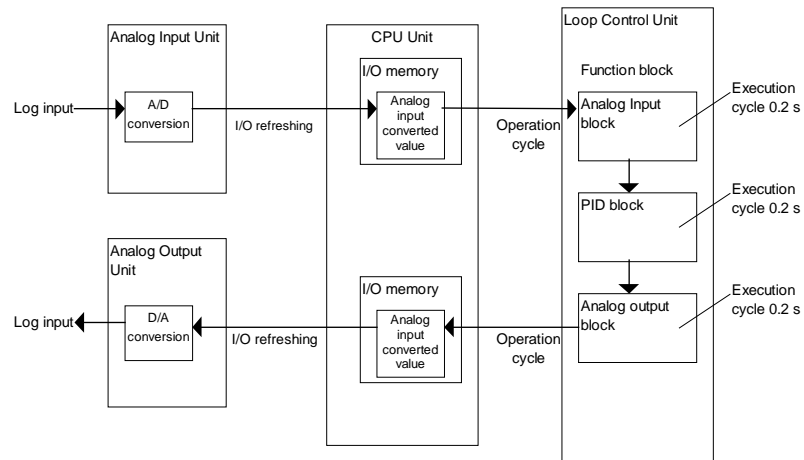 Analog Input Unit
CPU Unit
Loop Control Unit
I/O memory
Function block
Log input
A/D
conversion
I/O refreshing
Analog
input
converted
value
Operation
cycle
Analog Input
block
Execution
cycle 0.2 s
PID block
Execution
cycle 0.2 s
Analog Output
Unit
I/O memory
Log input
D/A
conversion
I/O refreshing
Analog
input
converted
value
Operation
cycle
Analog output
block
Execution
cycle 0.2 s